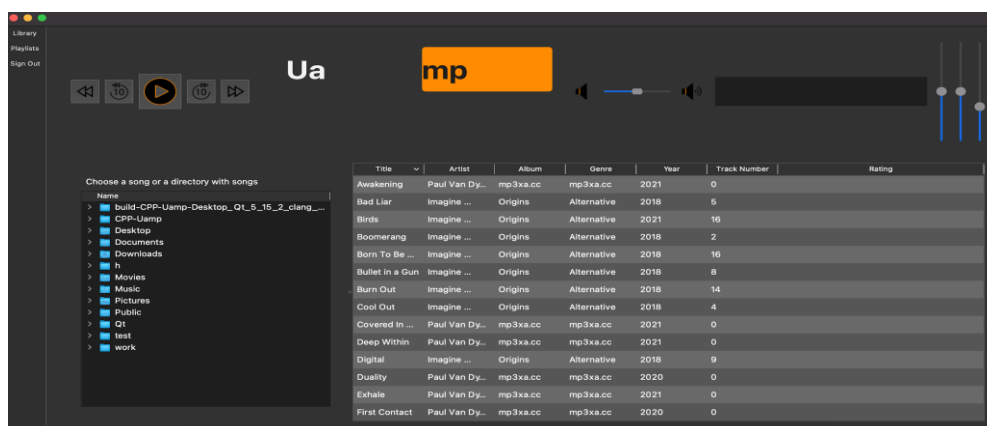 Library
Playlists
Sign Out
Ua mp
10 10
Choose a song or a directory with songs
Name
build-CPP-Uamp-Desktop_Qt_5_15_2_clang_...
CPP-Uamp
Desktop
Documents
Downloads
h
Movies
Music
Pictures
Public
Qt
test
work
Title Artist Album Genre Year Track Number Rating
Awakening Paul Van Dy... mp3xa.cc mp3xa.cc 2021 0
Bad Liar Imagine ... Origins Alternative 2018 5
Birds Imagine ... Origins Alternative 2021 16
Boomerang Imagine ... Origins Alternative 2018 2
Born To Be ... Imagine ... Origins Alternative 2018 16
Bullet in a Gun Imagine ... Origins Alternative 2018 8
Burn Out Imagine ... Origins Alternative 2018 14
Cool Out Imagine ... Origins Alternative 2018 4
Covered In ... Paul Van Dy... mp3xa.cc mp3xa.cc 2021 0
Deep Within Paul Van Dy... mp3xa.cc mp3xa.cc 2021 0
Digital Imagine ... Origins Alternative 2018 9
Duality Paul Van Dy... mp3xa.cc mp3xa.cc 2020 0
Exhale Paul Van Dy... mp3xa.cc mp3xa.cc 2021 0
First Contact Paul Van Dy... mp3xa.cc mp3xa.cc 2020 0